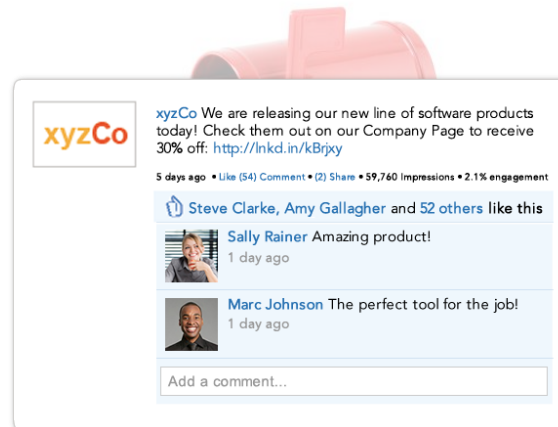 xyzCo
xyzCo We are releasing our new line of software products
today! Check them out on our Company Page to receive
30% off: http://lnkd.in/kBrjxy
5 days ago • Like (54) Comment • (2) Share • 59,760 Impressions • 2.1% engagement
Steve Clarke, Amy Gallagher and 52 others like this
Sally Rainer Amazing product!
1 day ago
Marc Johnson The perfect tool for the job!
1 day ago
Add a comment...